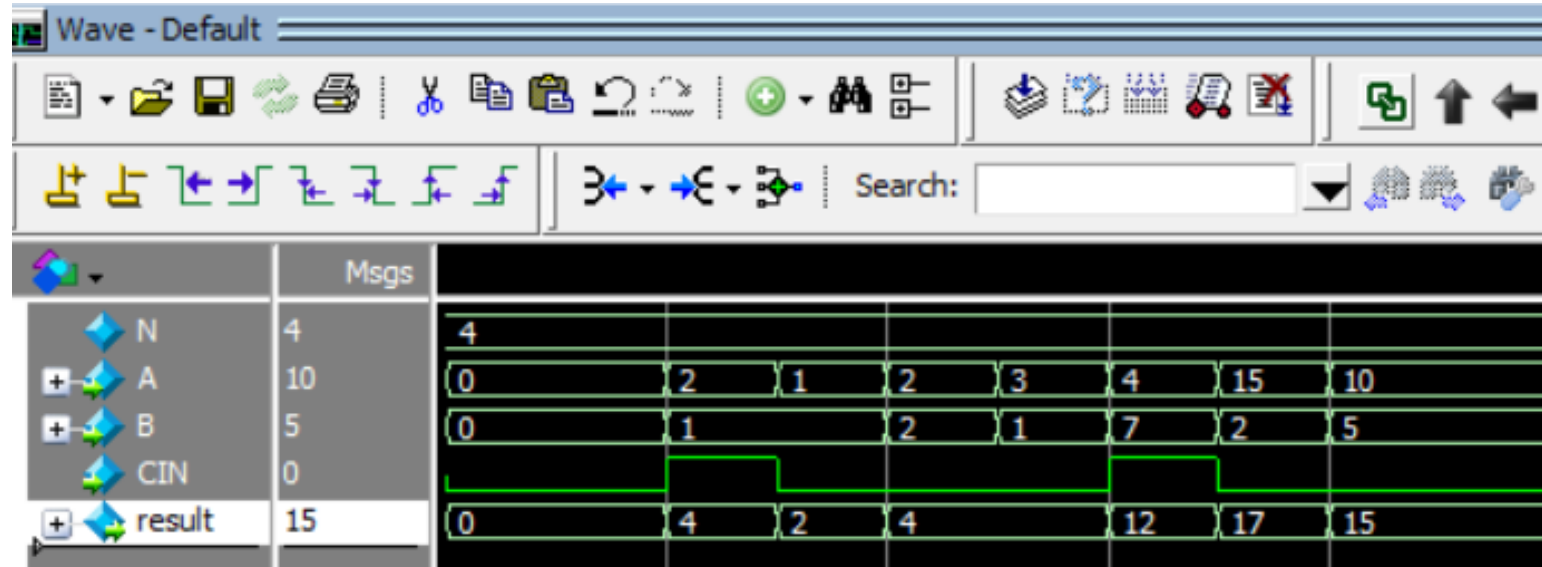 Wave - Default
Search:
Msgs
N 4 4
A 10 0 2 1 2 3 4 15 10
B 5 0 1 2 1 7 2 5
CIN 0
result 15 0 4 2 4 12 17 15